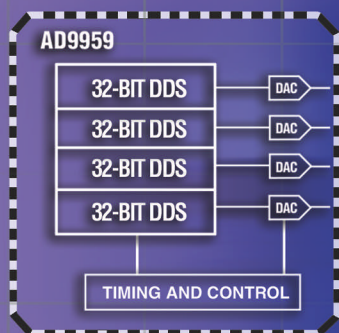 AD9959
32-BIT DDS
DAC
32-BIT DDS
DAC
32-BIT DDS
DAC
32-BIT DDS
DAC
TIMING AND CONTROL